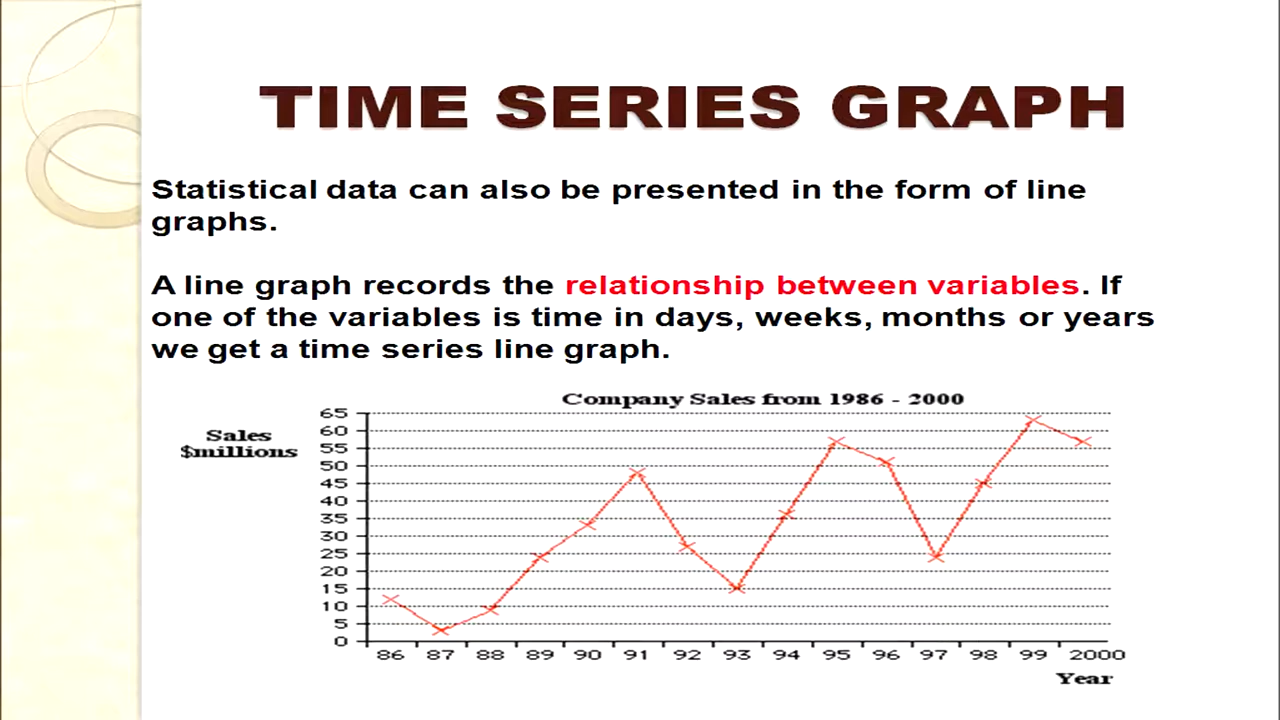 TIME SERIES GRAPH
Statistical data can also be presented in the form of line
graphs.
A line graph records the relationship between variables. If
one of the variables is time in days, weeks, months or years
we get a time series line graph.
Company Sales from 1986 - 2000
Sales
$millions
65
60
55
50
45
40
35
30
25
20
15
10
5
0
86 87 88 89 90 91 92 93 94 95 96 97 98 99 2000
Year